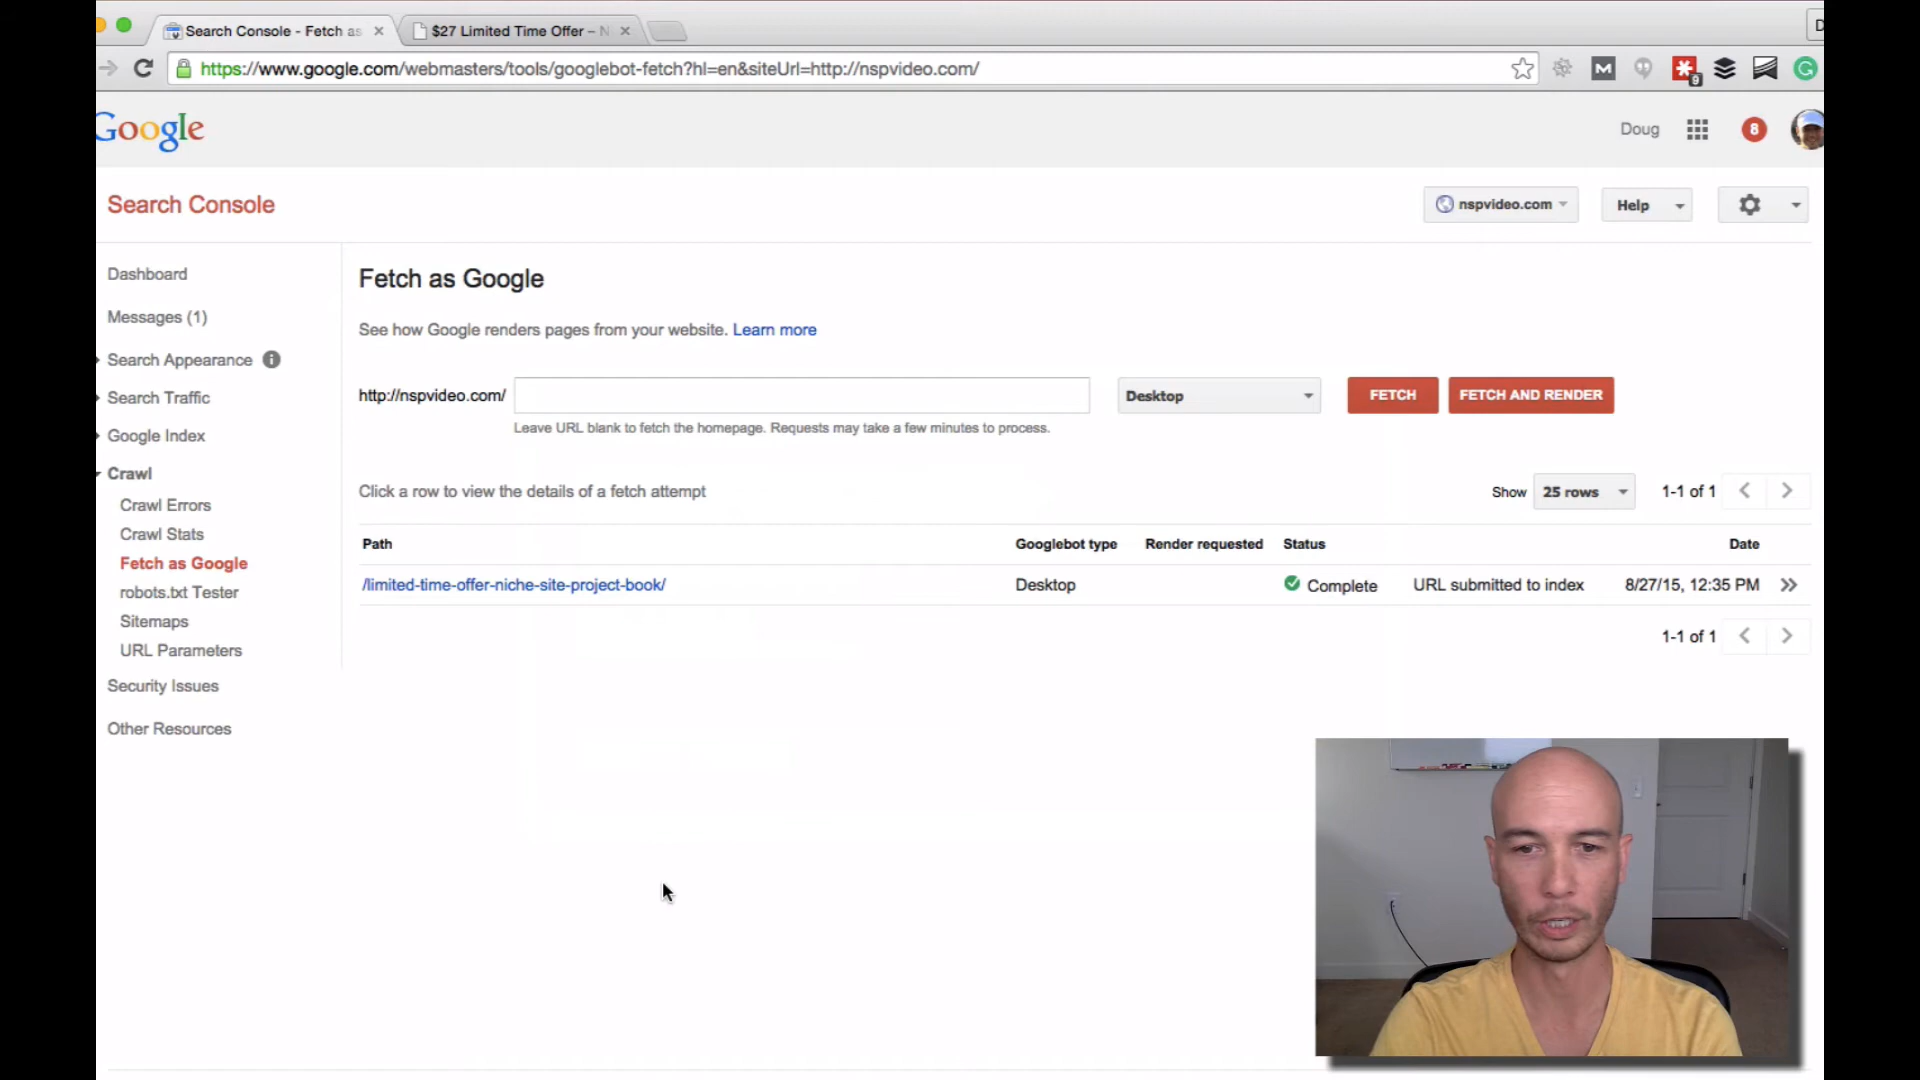 Search Console - Fetch as
$27 Limited Time Offer –
D
https://www.google.com/webmasters/tools/googlebot-fetch?hl=en&siteUrl=http://nspvideo.com/
M
9
G
Google
Doug
8
Search Console
nspvideo.com
Help
Dashboard
Messages (1)
Search Appearance
Search Traffic
Google Index
Crawl
Crawl Errors
Crawl Stats
Fetch as Google
robots.txt Tester
Sitemaps
URL Parameters
Security Issues
Other Resources
Fetch as Google
See how Google renders pages from your website. Learn more
http://nspvideo.com/
Desktop
FETCH
FETCH AND RENDER
Leave URL blank to fetch the homepage. Requests may take a few minutes to process.
Click a row to view the details of a fetch attempt
Show 25 rows 1-1 of 1
Path Googlebot type Render requested Status Date
/limited-time-offer-niche-site-project-book/ Desktop Complete URL submitted to index 8/27/15, 12:35 PM
1-1 of 1